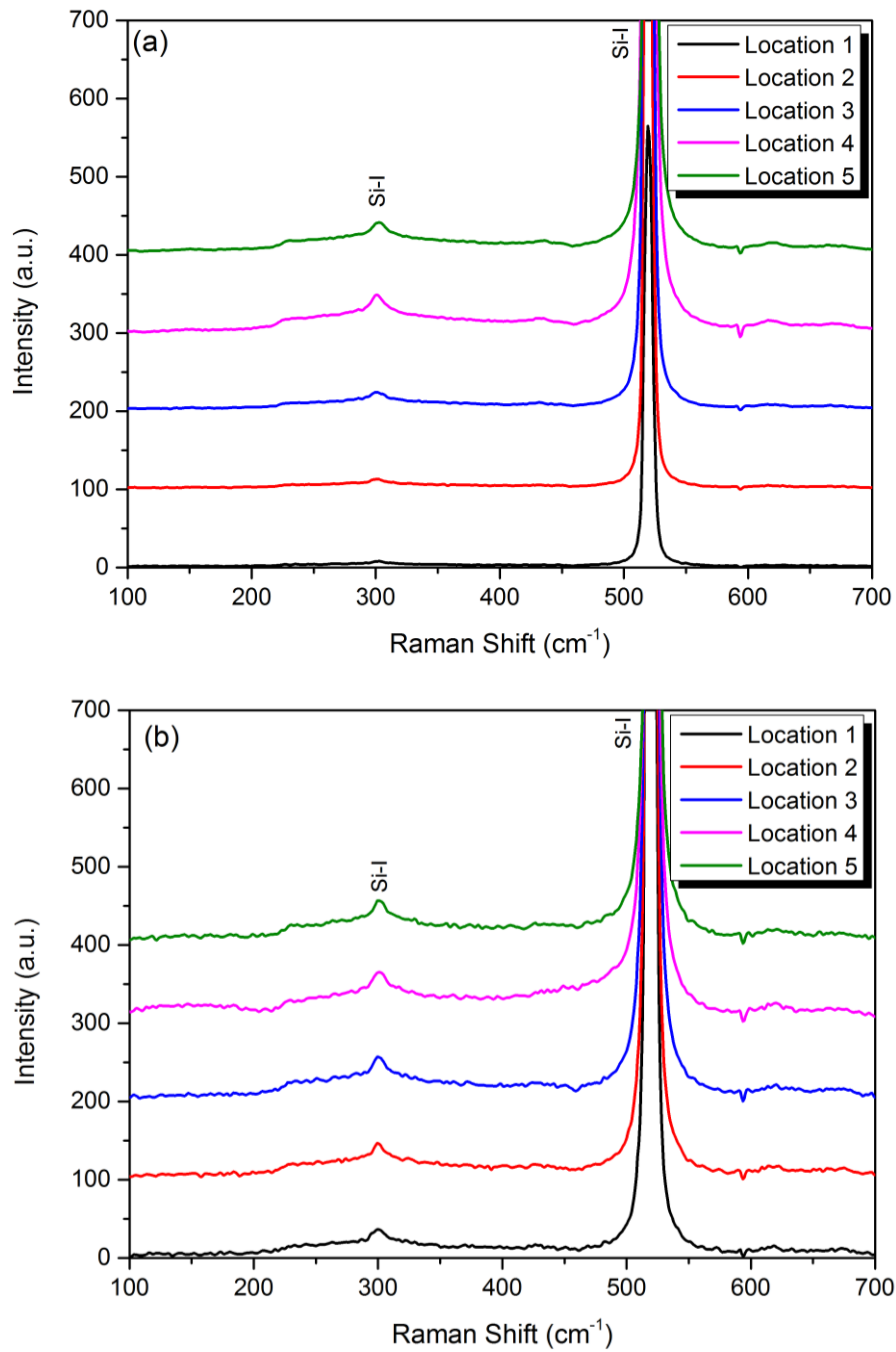 (a)
Si-I
Si-I
Location 1
Location 2
Location 3
Location 4
Location 5
700
600
500
400
300
200
100
0
Intensity (a.u.)
100 200 300 400 500 600 700
Raman Shift (cm⁻¹)
(b)
Si-I
Si-I
Location 1
Location 2
Location 3
Location 4
Location 5
700
600
500
400
300
200
100
0
Intensity (a.u.)
100 200 300 400 500 600 700
Raman Shift (cm⁻¹)